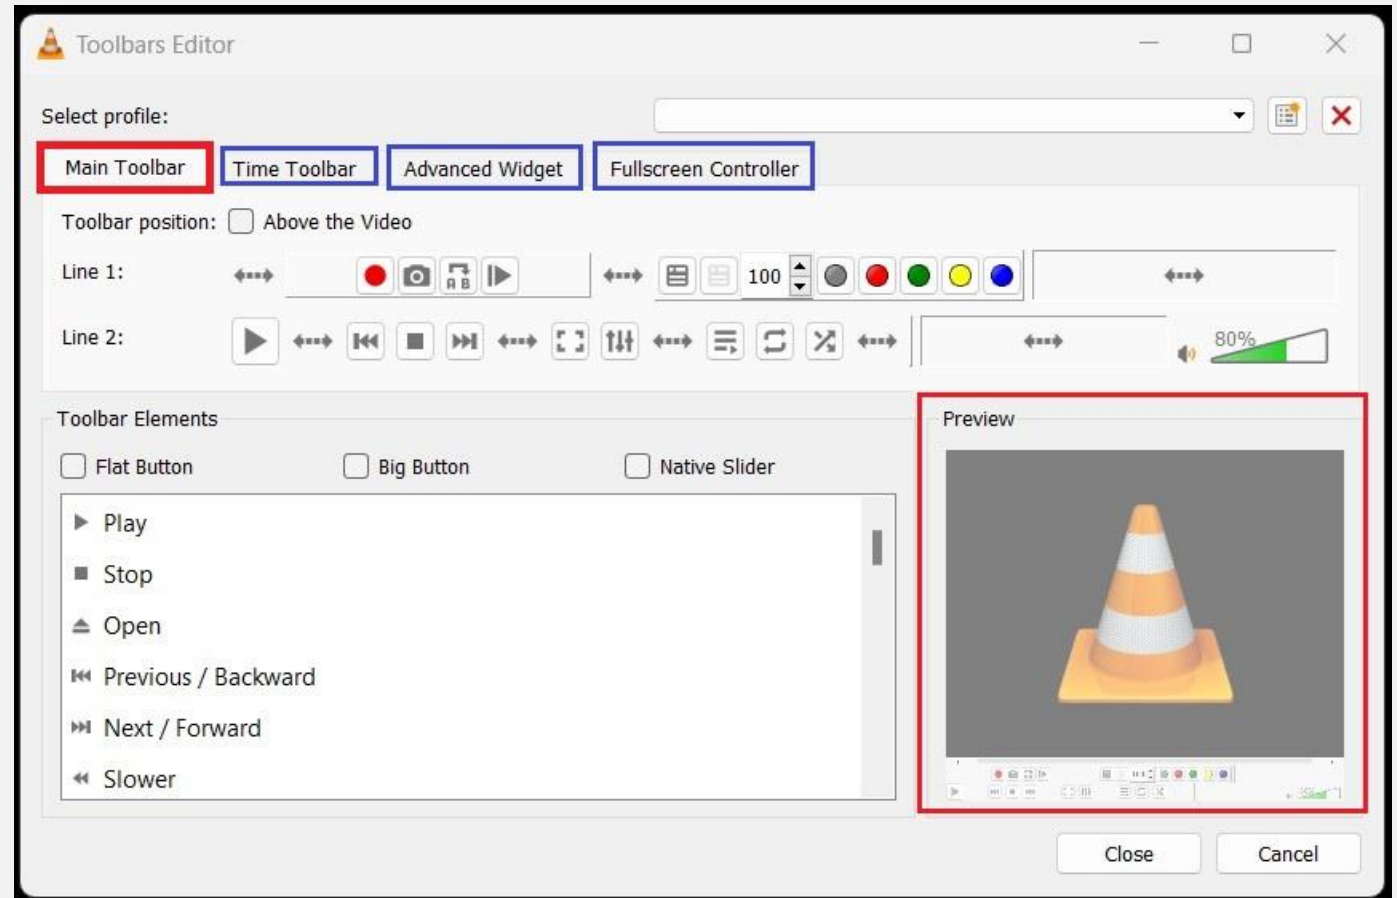 Toolbars Editor
Select profile:
Main Toolbar Time Toolbar Advanced Widget Fullscreen Controller
Toolbar position: Above the Video
Line 1: A B 100
Line 2: 80%
Toolbar Elements
Flat Button Big Button Native Slider
Play
Stop
Open
Previous / Backward
Next / Forward
Slower
Preview
Close Cancel